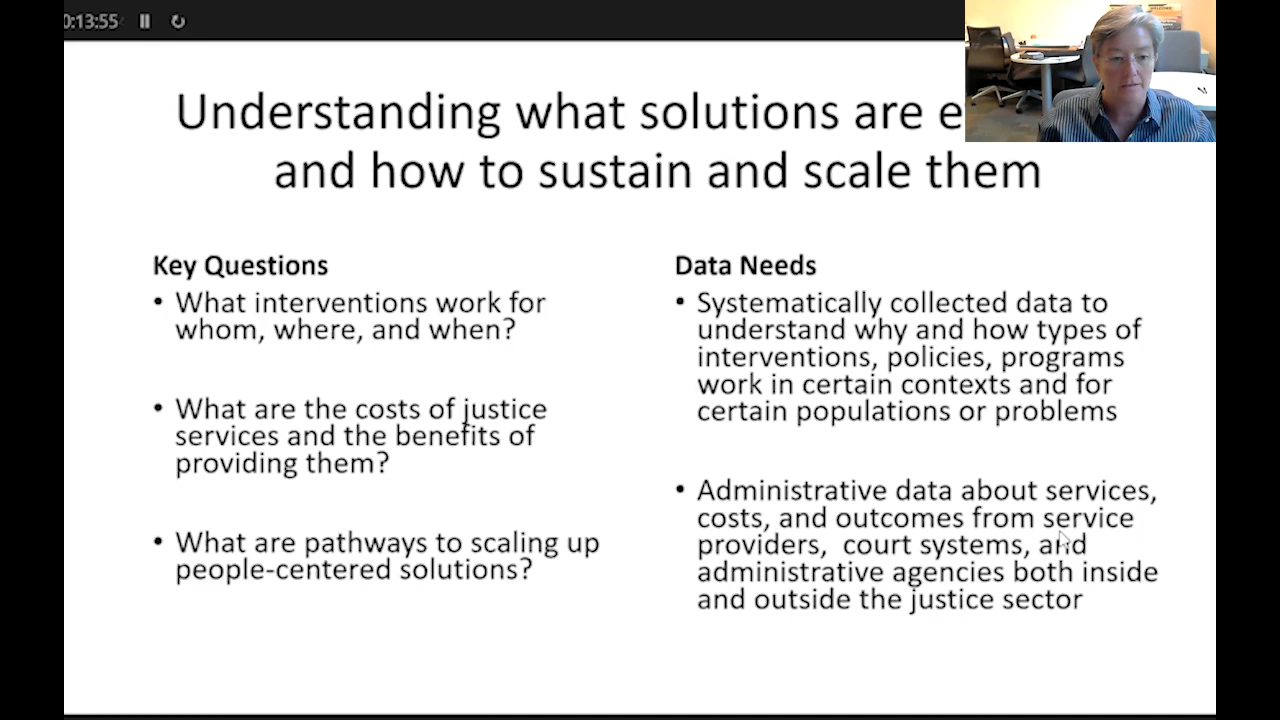 0:13:55
Understanding what solutions are
and how to sustain and scale them
Key Questions
• What interventions work for
whom, where, and when?
• What are the costs of justice
services and the benefits of
providing them?
• What are pathways to scaling up
people-centered solutions?
Data Needs
• Systematically collected data to
understand why and how types of
interventions, policies, programs
work in certain contexts and for
certain populations or problems
• Administrative data about services,
costs, and outcomes from service
providers,  court systems, and
administrative agencies both inside
and outside the justice sector